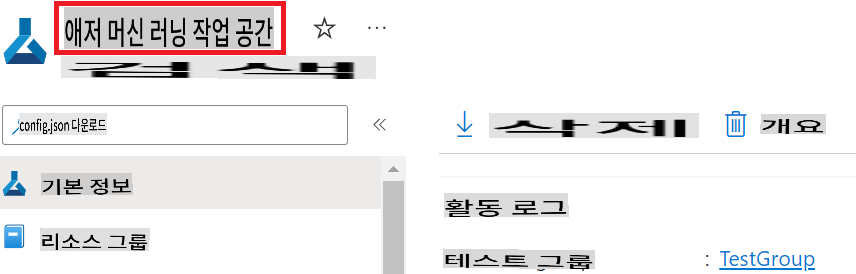 애저 머신 러닝 작업 공간
검색
config.json 다운로드
삭제
개요
기본 정보
활동 로그
리소스 그룹
테스트 그룹 : TestGroup